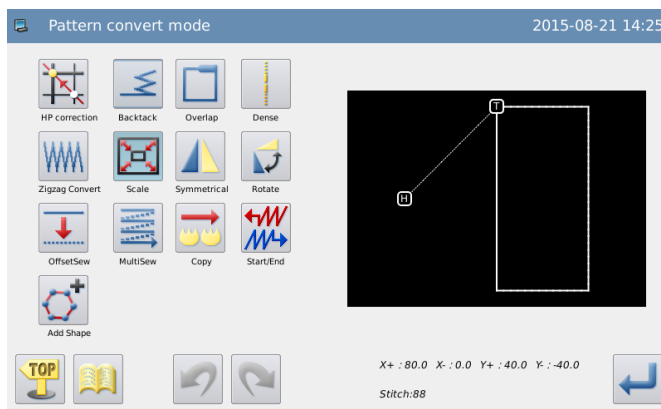 Pattern convert mode 2015-08-21 14:25
HP correction Backtack Overlap Dense
Zigzag Convert Scale Symmetrical Rotate
OffsetSew MultiSew Copy Start/End
Add Shape
T
H
TOP
X+ : 80.0 X- : 0.0 Y+ : 40.0 Y- : -40.0
Stitch:88